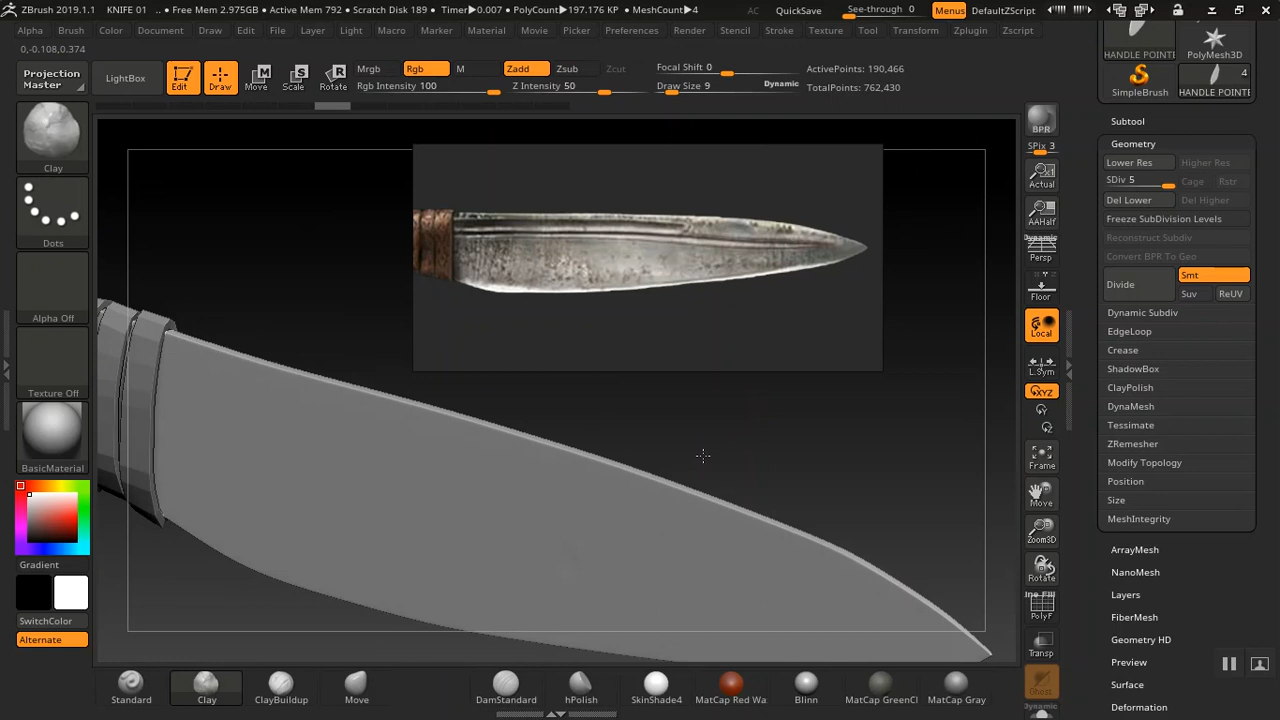 ZBrush 2019.1.1 KNIFE 01 .. • Free Mem 2.975GB • Active Mem 792 • Scratch Disk 189 • Timer▶0.007 • PolyCount▶197.176 KP • MeshCount▶4 AC QuickSave See-through 0 Menus DefaultZScript
Alpha Brush Color Document Draw Edit File Layer Light Macro Marker Material Movie Picker Preferences Render Stencil Stroke Texture Tool Transform Zplugin Zscript
0,-0.108,0.374
Projection Master
LightBox
Edit
Draw
Move
Scale
Rotate
Mrgb Rgb M
Rgb Intensity 100
Zadd Zsub Zcut
Z Intensity 50
Focal Shift 0
Draw Size 9 Dynamic
ActivePoints: 190,466
TotalPoints: 762,430
Clay
Dots
Alpha Off
Texture Off
BasicMaterial
Gradient
SwitchColor
Alternate
BPR
SPix 3
Actual
AAHalf
Dynamic
Persp
Floor
Local
L.Sym
XYZ
Frame
Move
Zoom3D
Rotate
Line Fill
PolyF
Transp
Ghost
Dynamic
HANDLE POINTE
PolyMesh3D
4
SimpleBrush
HANDLE POINTE
Subtool
Geometry
Lower Res Higher Res
SDiv 5 Cage Rstr
Del Lower Del Higher
Freeze SubDivision Levels
Reconstruct Subdiv
Convert BPR To Geo
Divide
Smt
Suv ReUV
Dynamic Subdiv
EdgeLoop
Crease
ShadowBox
ClayPolish
DynaMesh
Tessimate
ZRemesher
Modify Topology
Position
Size
MeshIntegrity
ArrayMesh
NanoMesh
Layers
FiberMesh
Geometry HD
Preview
Surface
Deformation
Standard Clay ClayBuildup Move DamStandard hPolish SkinShade4 MatCap Red Wa Blinn MatCap GreenCl MatCap Gray